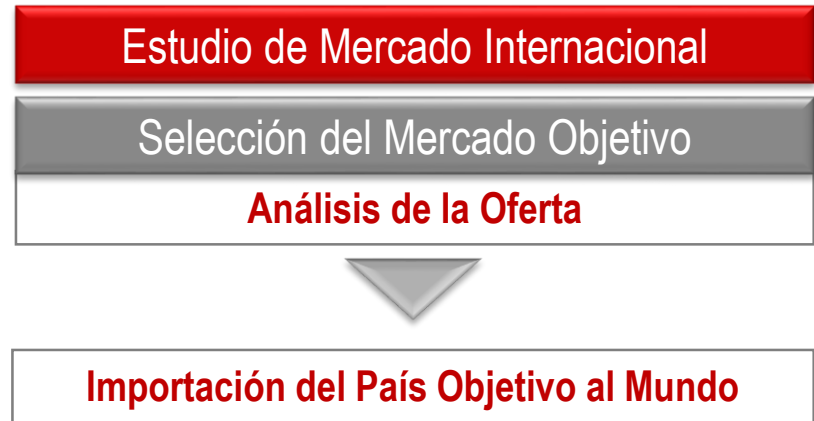 Estudio de Mercado Internacional
Selección del Mercado Objetivo
Análisis de la Oferta
Importación del País Objetivo al Mundo